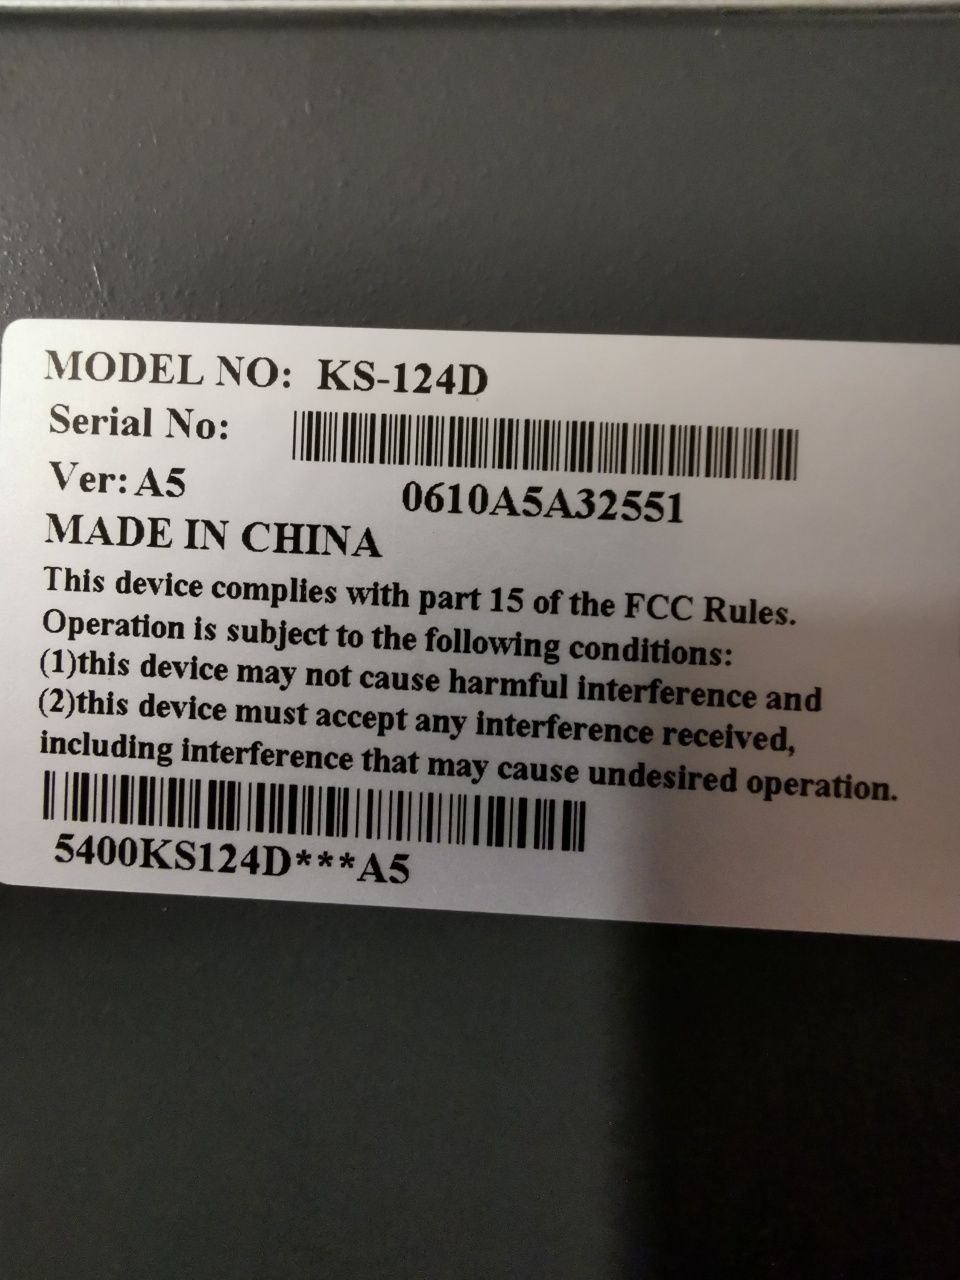 MODEL NO: KS-124D
Serial No:
0610A5A32551
Ver: A5
MADE IN CHINA
This device complies with part 15 of the FCC Rules.
Operation is subject to the following conditions:
(1)this device may not cause harmful interference and
(2)this device must accept any interference received,
including interference that may cause undesired operation.
5400KS124D***A5